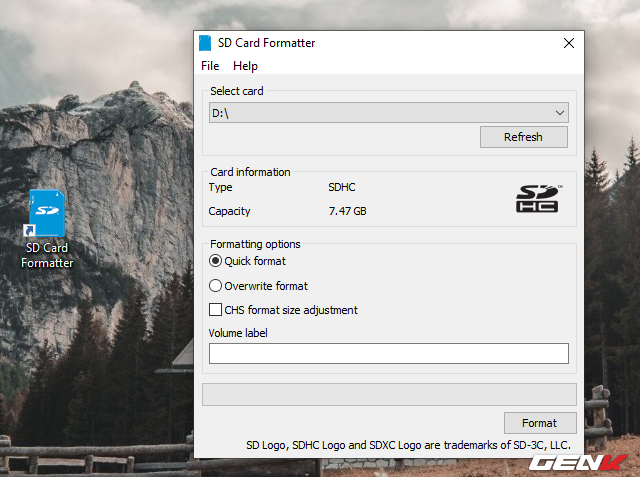 SD Card Formatter
File Help
Select card
D:\
Refresh
Card information
Type SDHC
Capacity 7.47 GB
SD
HC
TM
Formatting options
Quick format
Overwrite format
CHS format size adjustment
Volume label
Format
SD Logo, SDHC Logo and SDXC Logo are trademarks of SD-3C, LLC.
SD
SD Card
Formatter
GENK